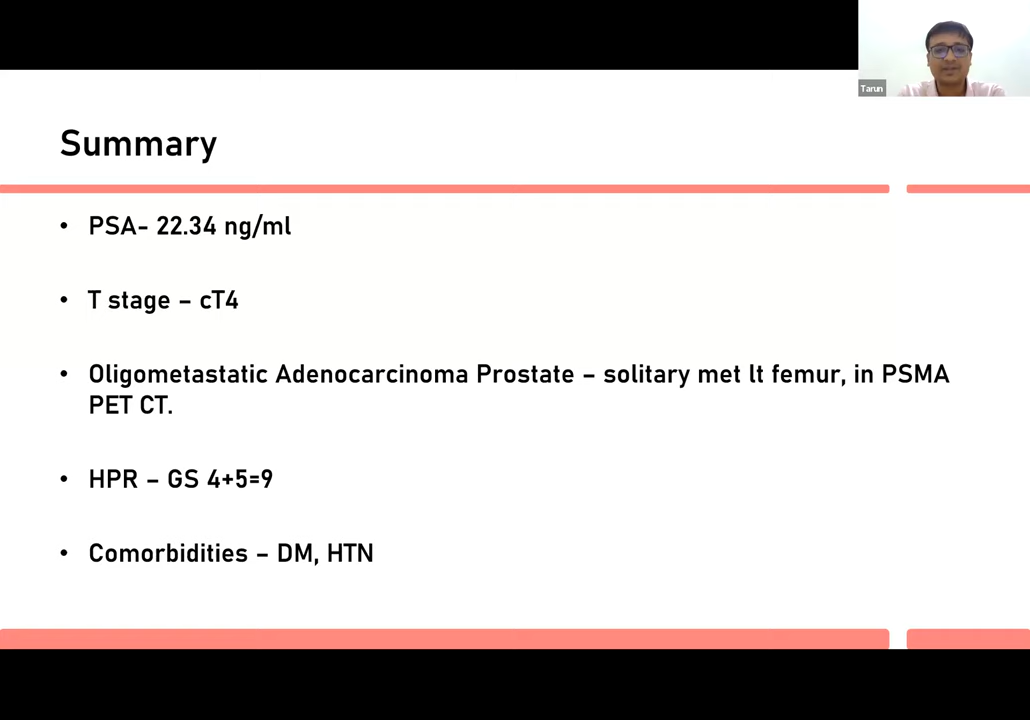 Tarun
Summary
• PSA- 22.34 ng/ml
• T stage – cT4
• Oligometastatic Adenocarcinoma Prostate – solitary met lt femur, in PSMA
PET CT.
• HPR – GS 4+5=9
• Comorbidities – DM, HTN